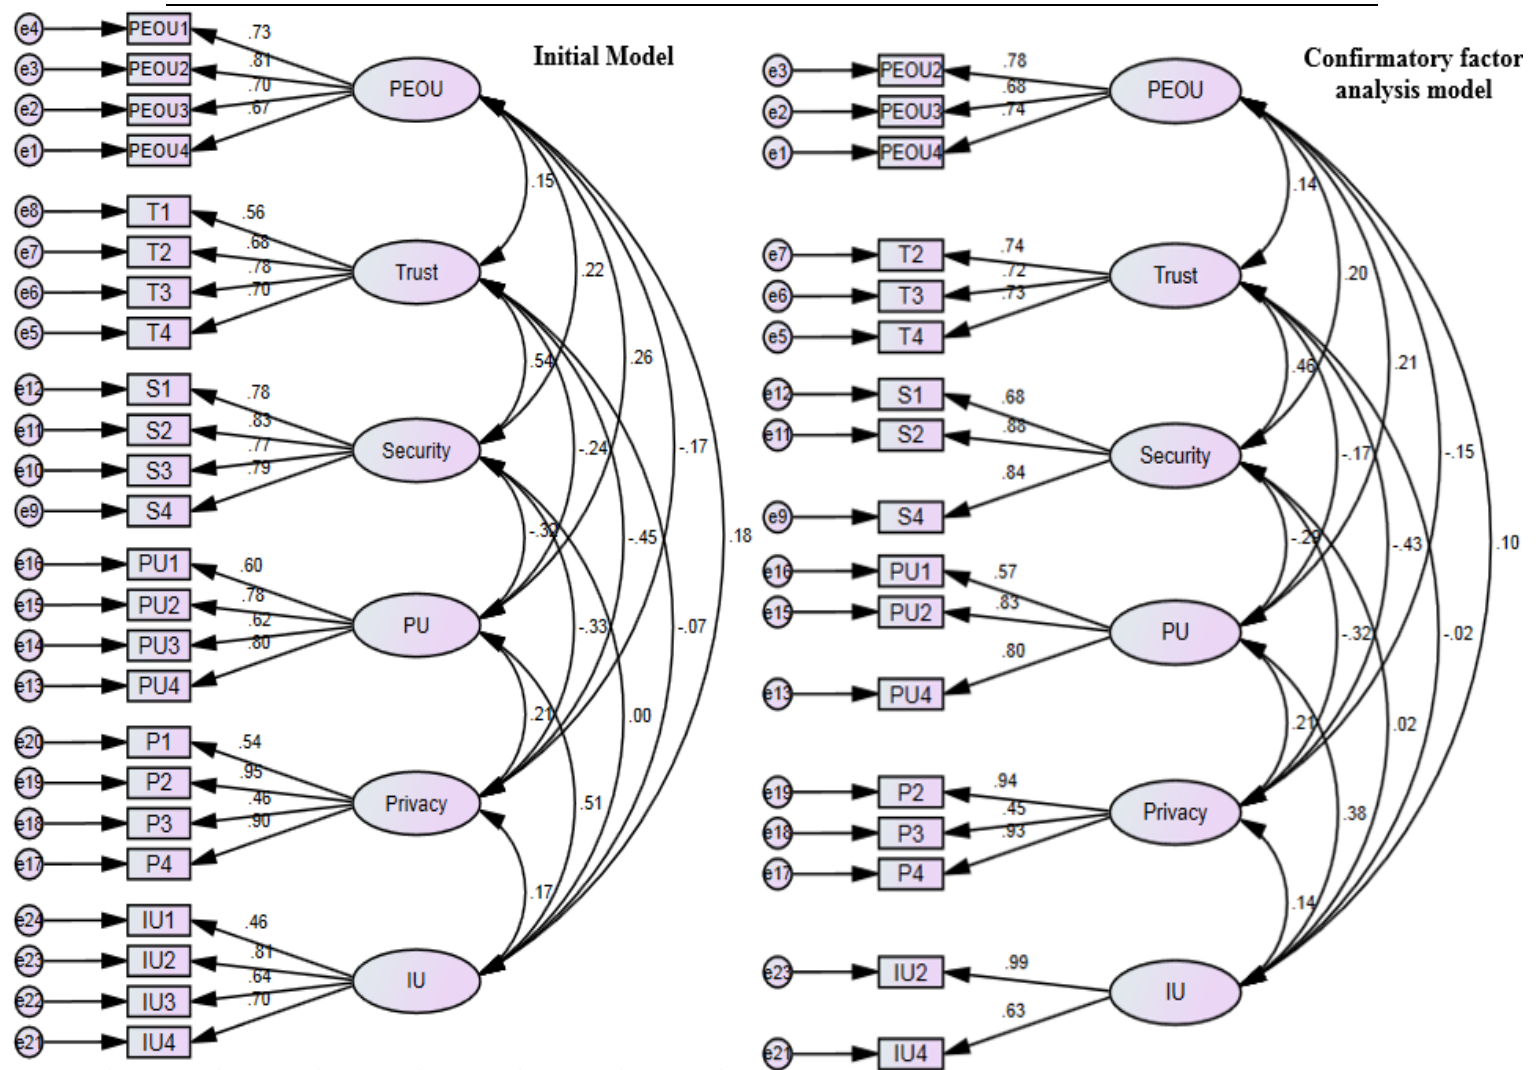 Initial Model
e4 PEOU1 .73
e3 PEOU2 .81
e2 PEOU3 .70
e1 PEOU4 .67
PEOU
.15
e8 T1 .56
e7 T2 .68
e6 T3 .78
e5 T4 .70
Trust
.22
.54
.26
e12 S1 .78
e11 S2 .83
e10 S3 .77
e9 S4 .79
Security
-.24
-.17
-.32
-.45
.18
e16 PU1 .60
e15 PU2 .78
e14 PU3 .62
e13 PU4 .80
PU
-.33
-.07
.21
.00
e20 P1 .54
e19 P2 .95
e18 P3 .46
e17 P4 .90
Privacy
.51
.17
e24 IU1 .46
e23 IU2 .81
e22 IU3 .64
e21 IU4 .70
IU
Confirmatory factor
analysis model
e3 PEOU2 .78
e2 PEOU3 .68
e1 PEOU4 .74
PEOU
.14
e7 T2 .74
e6 T3 .72
e5 T4 .73
Trust
.20
.46
.21
e12 S1 .68
e11 S2 .88
e9 S4 .84
Security
-.17
-.15
-.29
-.43
.10
e16 PU1 .57
e15 PU2 .83
e13 PU4 .80
PU
-.32
-.02
.21
.02
e19 P2 .94
e18 P3 .45
e17 P4 .93
Privacy
.38
.14
e23 IU2 .99
e21 IU4 .63
IU